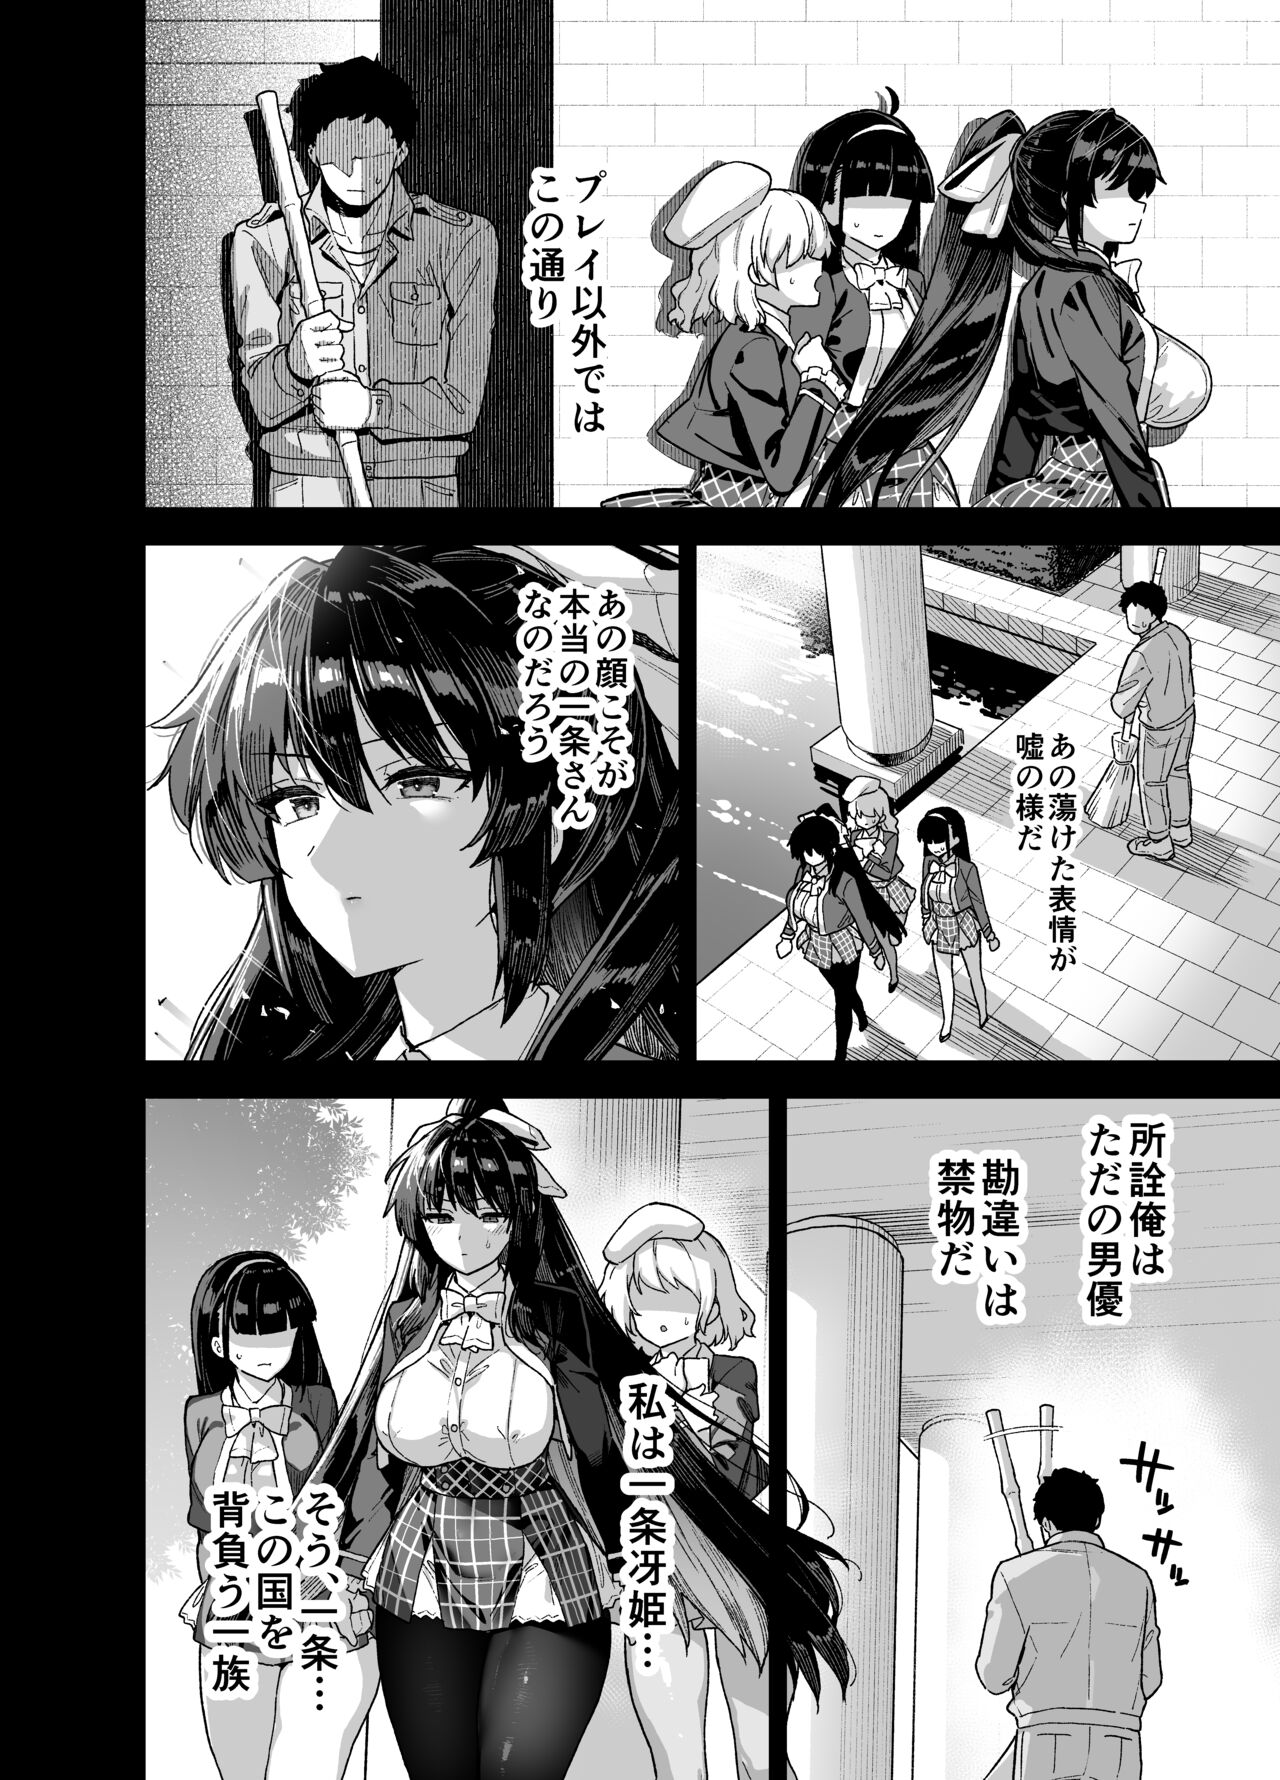 プレイ以外では
この通り
あの蕩けた表情が
嘘の様だ
あの顔こそが
本当の一条さん
なのだろう
所詮俺は
ただの男優
勘違いは
禁物だ
ザッ
ザッ
私は一条冴姫…
そう、一条…
この国を
背負う一族